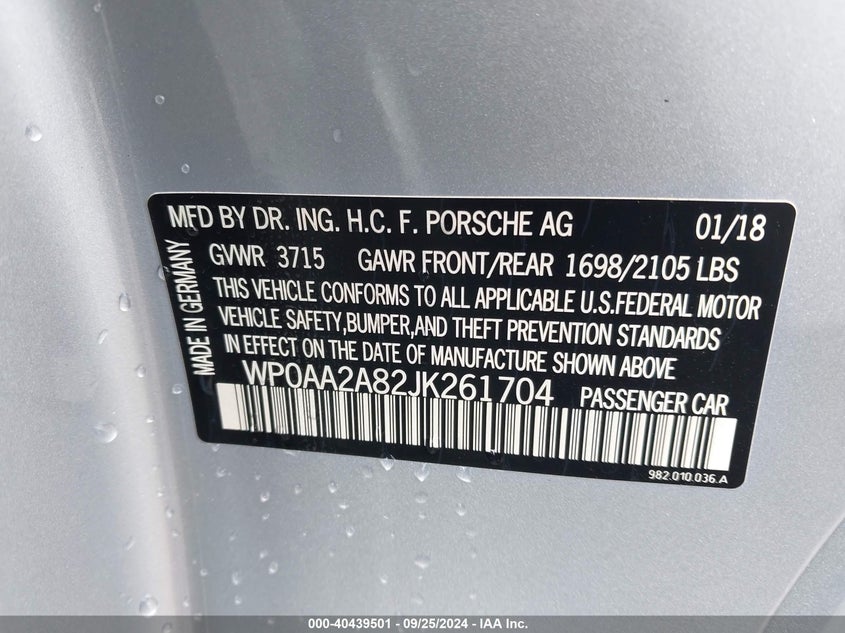 MFD BY DR. ING. H.C. F. PORSCHE AG 01/18
GVWR 3715 GAWR FRONT/REAR 1698/2105 LBS
THIS VEHICLE CONFORMS TO ALL APPLICABLE U.S.FEDERAL MOTOR
VEHICLE SAFETY,BUMPER,AND THEFT PREVENTION STANDARDS
IN EFFECT ON THE DATE OF MANUFACTURE SHOWN ABOVE
MADE IN GERMANY
WP0AA2A82JK261704 PASSENGER CAR
982.010.036.A
000-40439501 - 09/25/2024 - IAA Inc.